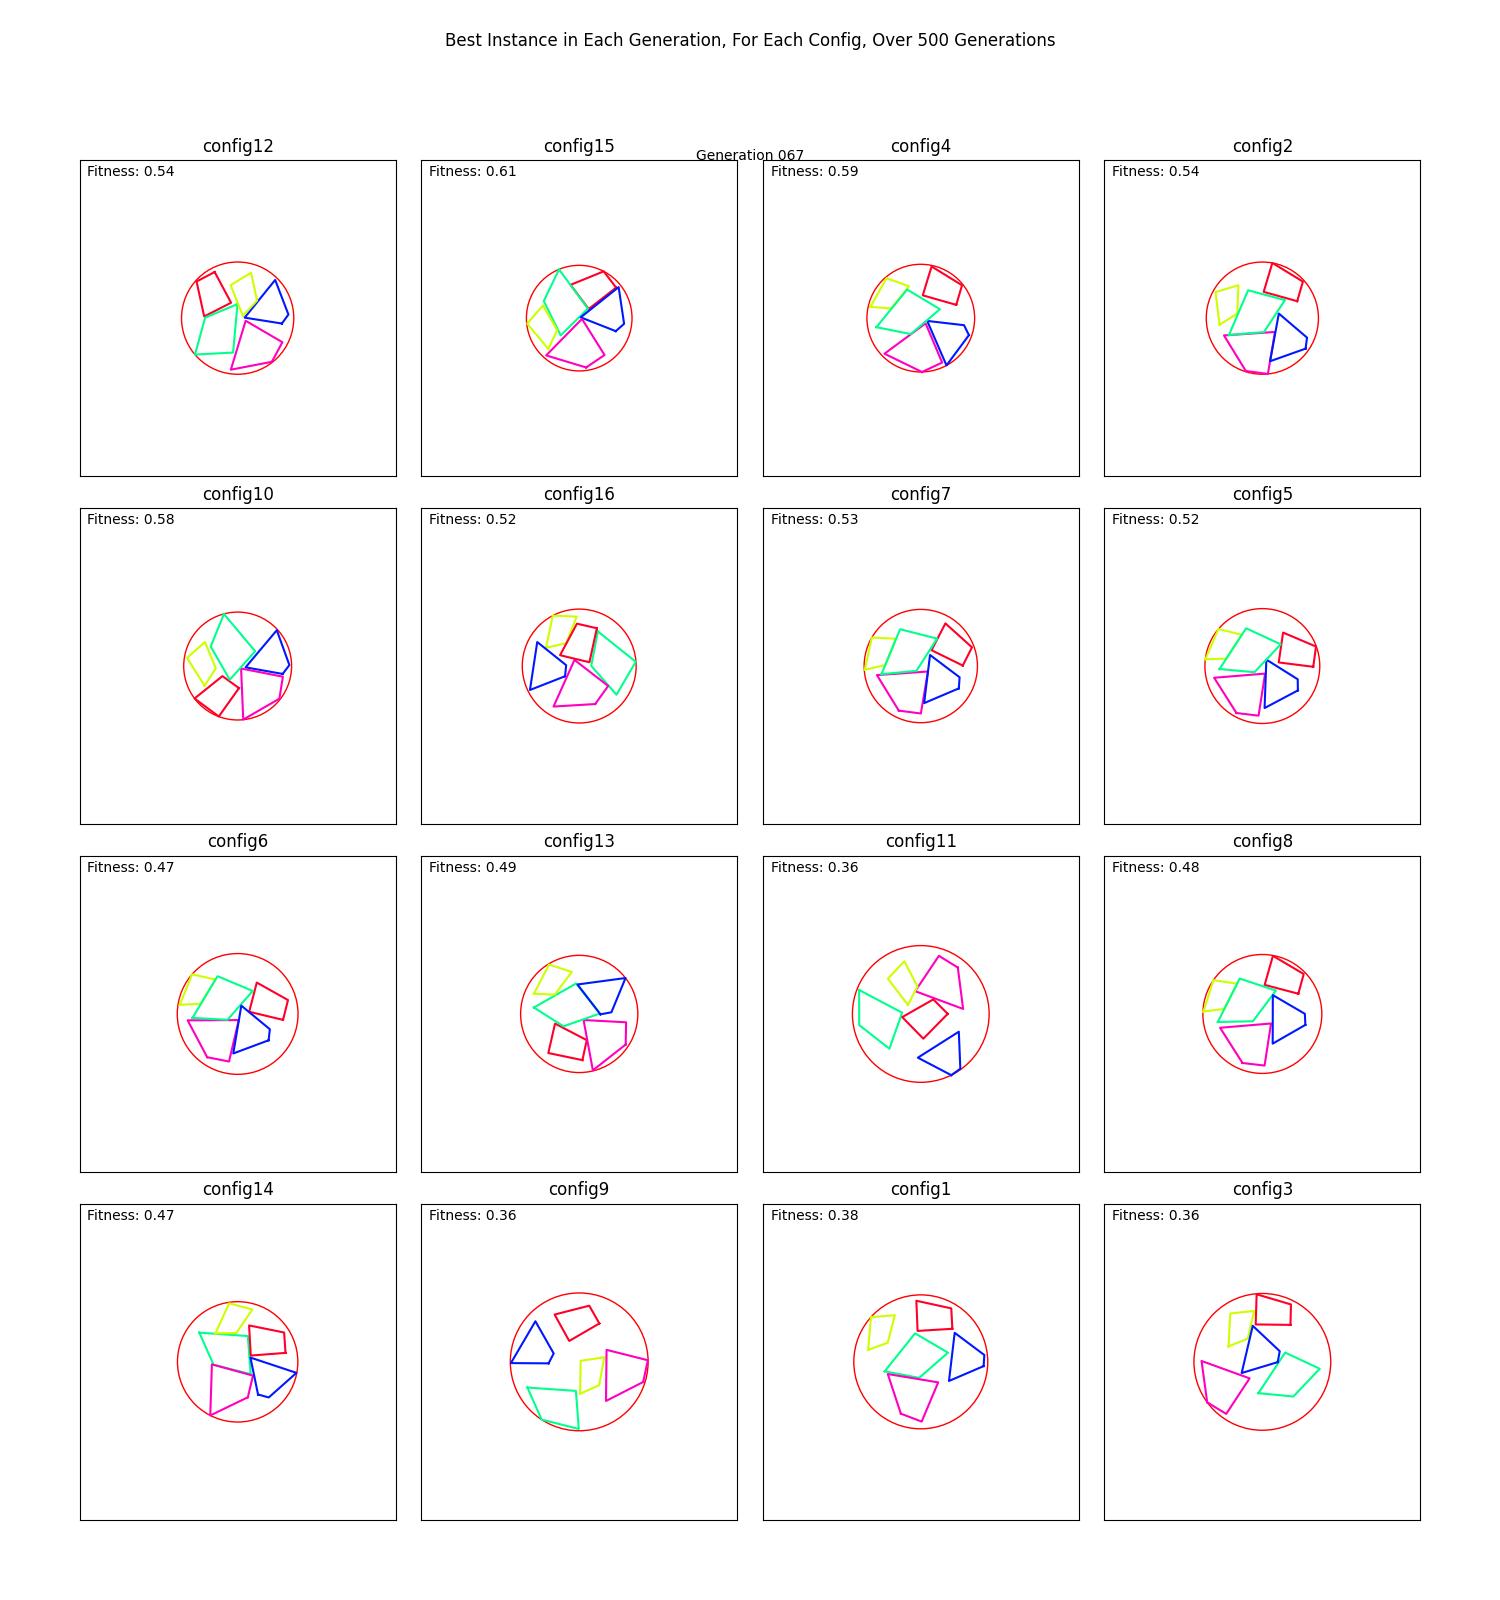 Best Instance in Each Generation, For Each Config, Over 500 Generations
Generation 067
config12
Fitness: 0.54
config15
Fitness: 0.61
config4
Fitness: 0.59
config2
Fitness: 0.54
config10
Fitness: 0.58
config16
Fitness: 0.52
config7
Fitness: 0.53
config5
Fitness: 0.52
config6
Fitness: 0.47
config13
Fitness: 0.49
config11
Fitness: 0.36
config8
Fitness: 0.48
config14
Fitness: 0.47
config9
Fitness: 0.36
config1
Fitness: 0.38
config3
Fitness: 0.36